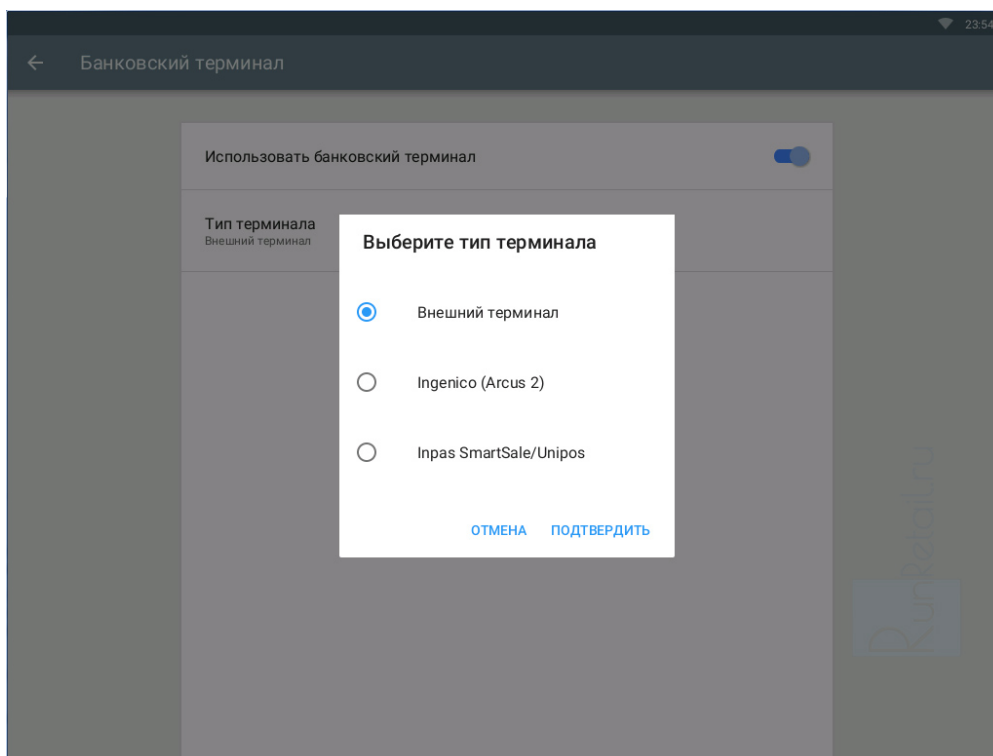 23:54
Банковский терминал
Использовать банковский терминал
Тип терминала
Внешний терминал
Выберите тип терминала
Внешний терминал
Ingenico (Arcus 2)
Inpas SmartSale/Unipos
ОТМЕНА ПОДТВЕРДИТЬ
RunRetail.ru